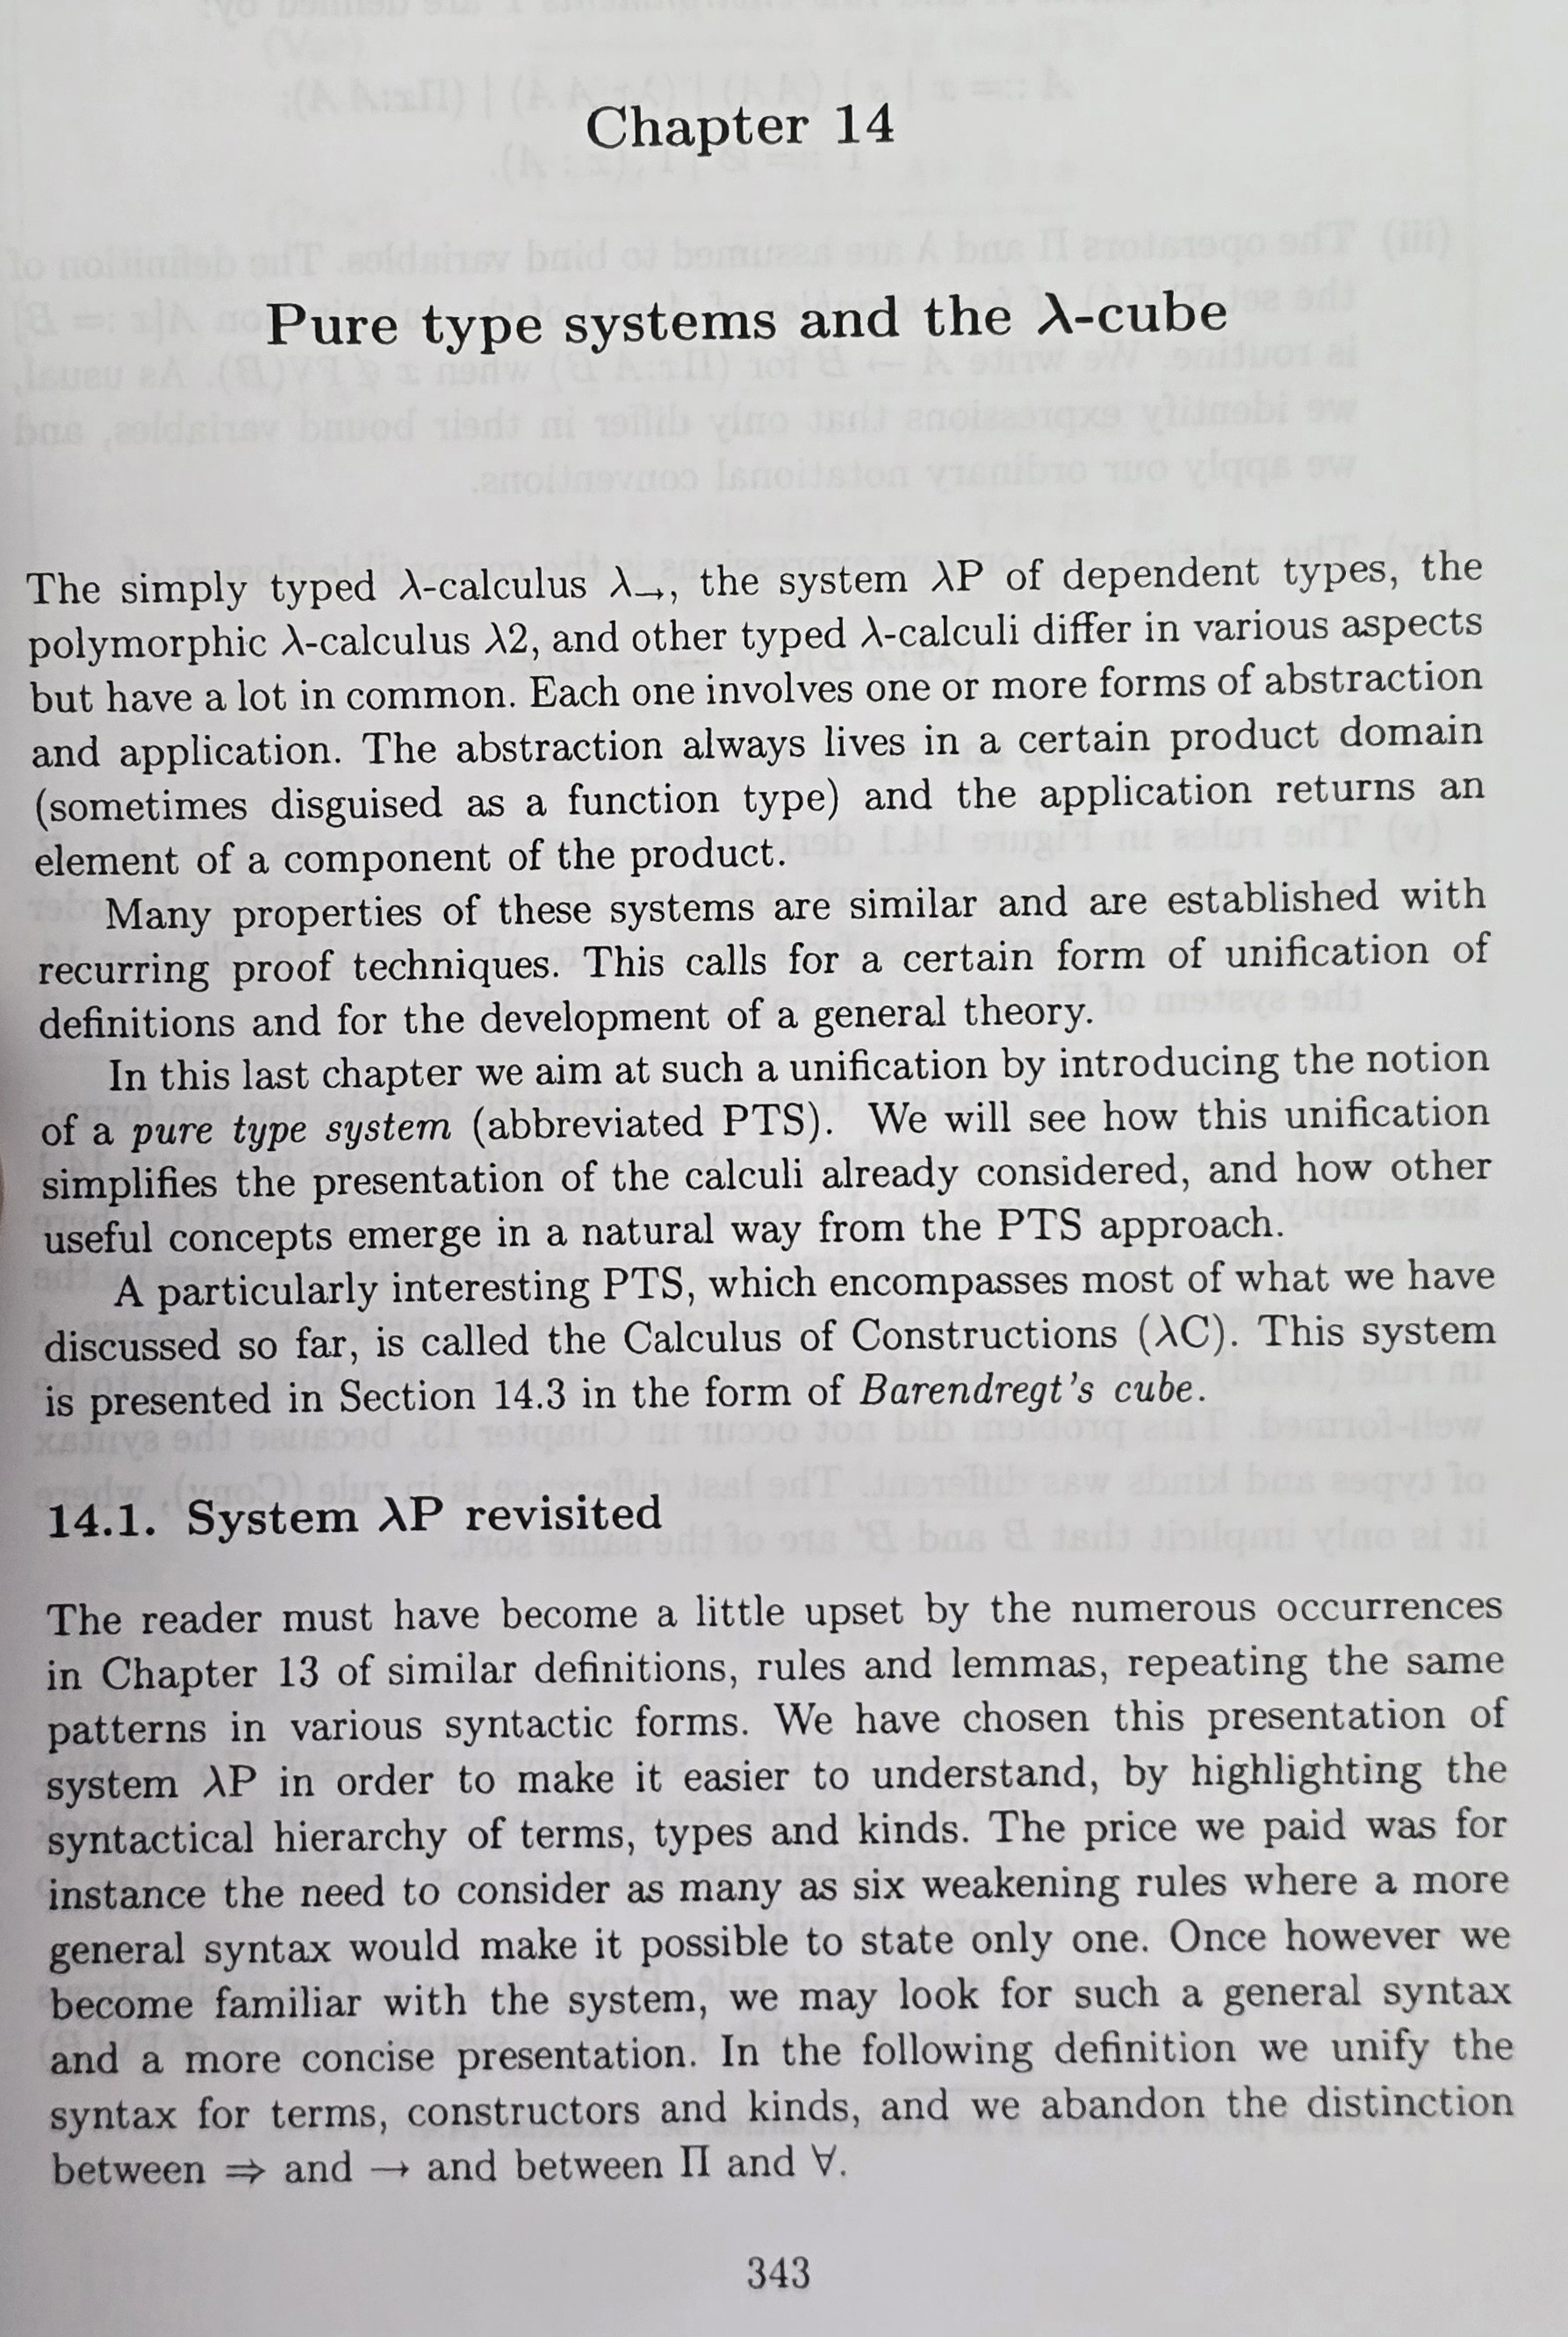 Chapter 14
Pure type systems and the λ-cube
The simply typed λ-calculus λ→, the system λP of dependent types, the
polymorphic λ-calculus λ2, and other typed λ-calculi differ in various aspects
but have a lot in common. Each one involves one or more forms of abstraction
and application. The abstraction always lives in a certain product domain
(sometimes disguised as a function type) and the application returns an
element of a component of the product.
Many properties of these systems are similar and are established with
recurring proof techniques. This calls for a certain form of unification of
definitions and for the development of a general theory.
In this last chapter we aim at such a unification by introducing the notion
of a pure type system (abbreviated PTS). We will see how this unification
simplifies the presentation of the calculi already considered, and how other
useful concepts emerge in a natural way from the PTS approach.
A particularly interesting PTS, which encompasses most of what we have
discussed so far, is called the Calculus of Constructions (λC). This system
is presented in Section 14.3 in the form of Barendregt's cube.
14.1. System λP revisited
The reader must have become a little upset by the numerous occurrences
in Chapter 13 of similar definitions, rules and lemmas, repeating the same
patterns in various syntactic forms. We have chosen this presentation of
system λP in order to make it easier to understand, by highlighting the
syntactical hierarchy of terms, types and kinds. The price we paid was for
instance the need to consider as many as six weakening rules where a more
general syntax would make it possible to state only one. Once however we
become familiar with the system, we may look for such a general syntax
and a more concise presentation. In the following definition we unify the
syntax for terms, constructors and kinds, and we abandon the distinction
between ⇒ and → and between Π and ∀.
343